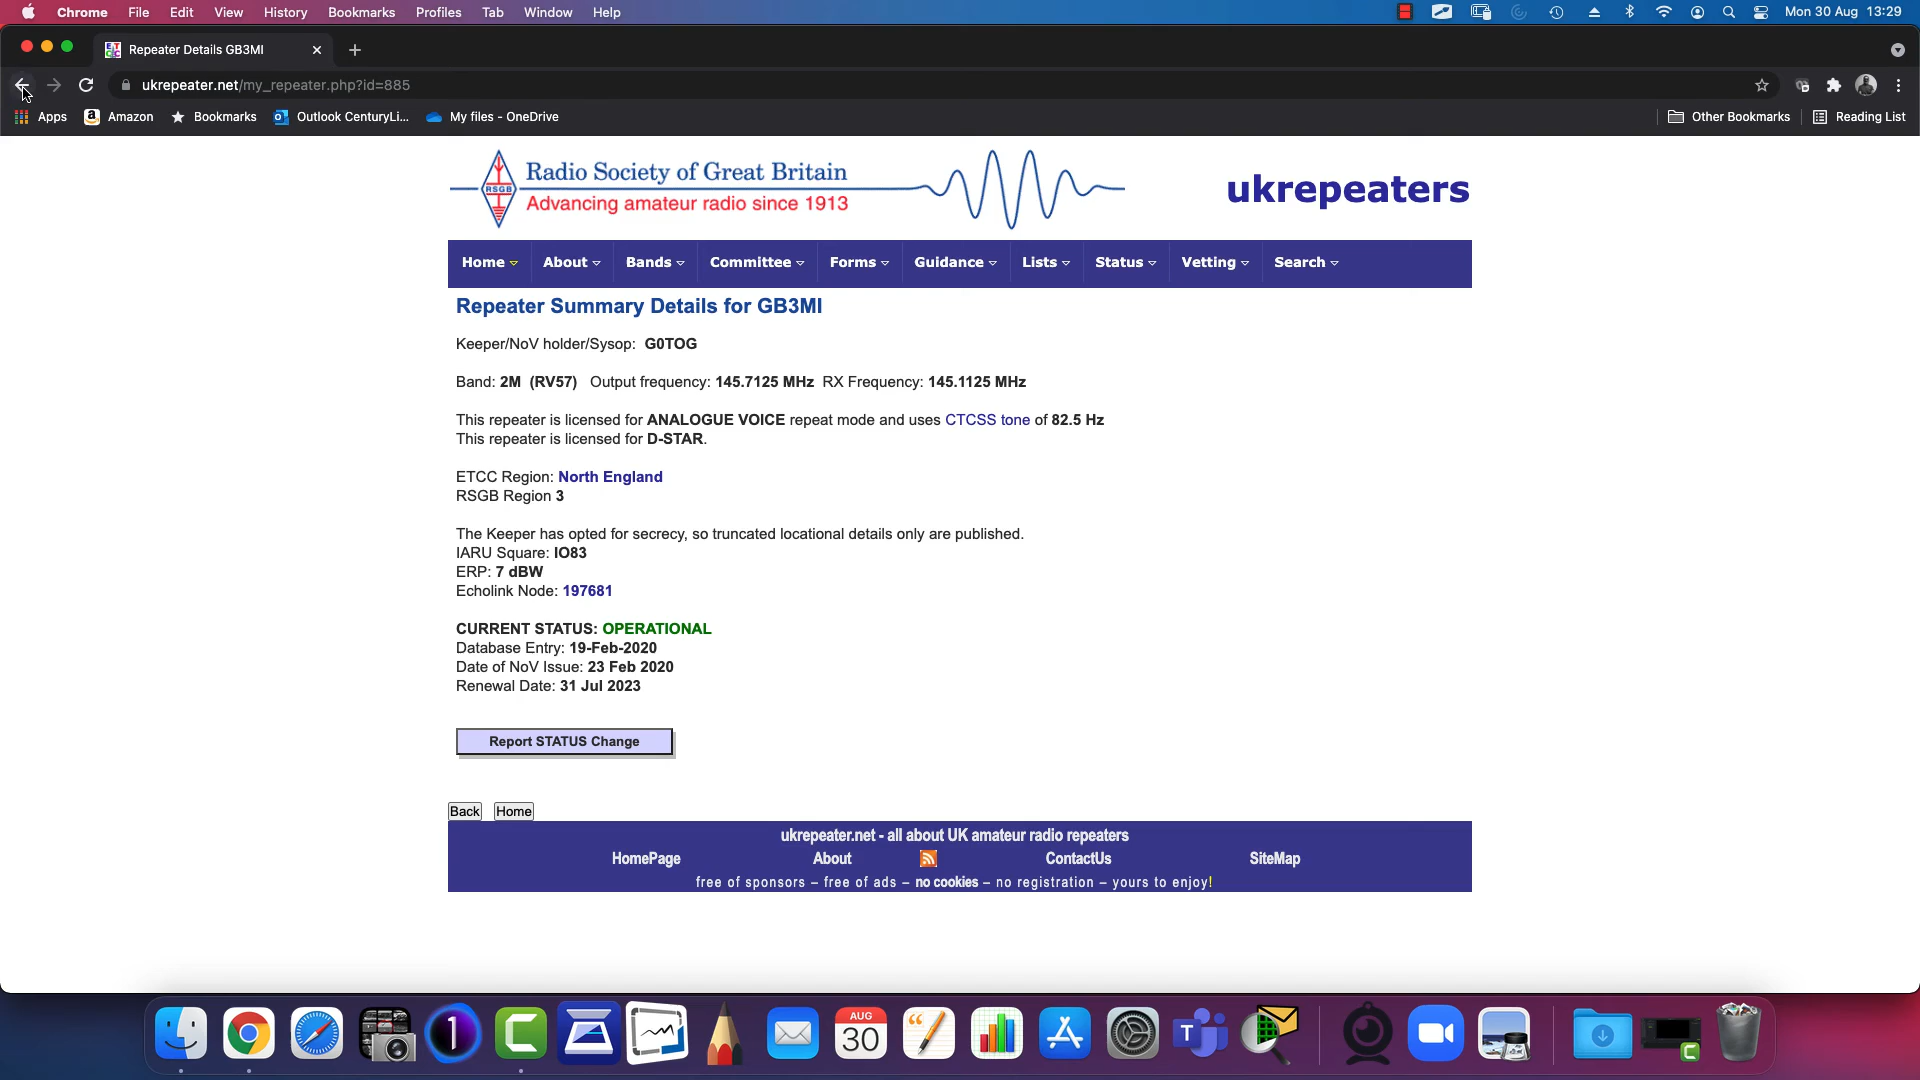 Chrome File Edit View History Bookmarks Profiles Tab Window Help Mon 30 Aug 13:29
Repeater Details GB3MI
ukrepeater.net/my_repeater.php?id=885
Apps Amazon Bookmarks Outlook CenturyLi... My files - OneDrive Other Bookmarks Reading List
Radio Society of Great Britain
RSGB
Advancing amateur radio since 1913
ukrepeaters
Home About Bands Committee Forms Guidance Lists Status Vetting Search
Repeater Summary Details for GB3MI
Keeper/NoV holder/Sysop: G0TOG
Band: 2M (RV57) Output frequency: 145.7125 MHz RX Frequency: 145.1125 MHz
This repeater is licensed for ANALOGUE VOICE repeat mode and uses CTCSS tone of 82.5 Hz
This repeater is licensed for D-STAR.
ETCC Region: North England
RSGB Region 3
The Keeper has opted for secrecy, so truncated locational details only are published.
IARU Square: IO83
ERP: 7 dBW
Echolink Node: 197681
CURRENT STATUS: OPERATIONAL
Database Entry: 19-Feb-2020
Date of NoV Issue: 23 Feb 2020
Renewal Date: 31 Jul 2023
Report STATUS Change
Back Home
ukrepeater.net - all about UK amateur radio repeaters
HomePage About ContactUs SiteMap
free of sponsors – free of ads – no cookies – no registration – yours to enjoy!
AUG
30
1
T